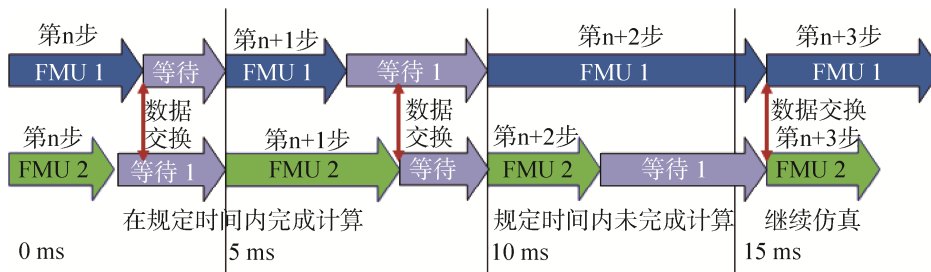 第n步
第n+1步
第n+2步
第n+3步
FMU 1
等待
FMU 1
等待 1
FMU 1
FMU 1
数据
交换
数据
交换
数据交换
第n步
第n+1步
第n+2步
第n+3步
FMU 2
等待 1
FMU 2
等待
FMU 2
等待 1
FMU 2
在规定时间内完成计算
规定时间内未完成计算
继续仿真
0 ms
5 ms
10 ms
15 ms